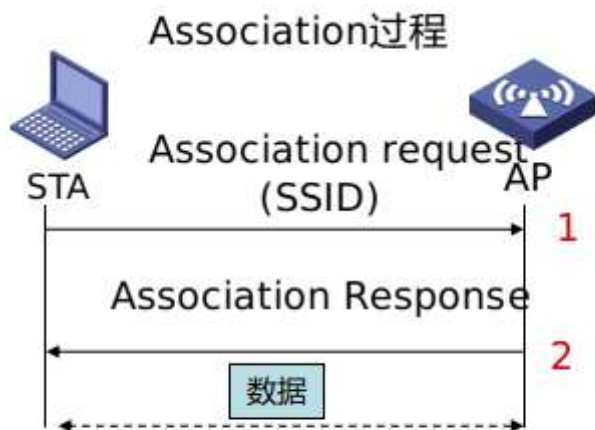 Association过程
Association request
(SSID)
STA
AP
1
Association Response
2
数据